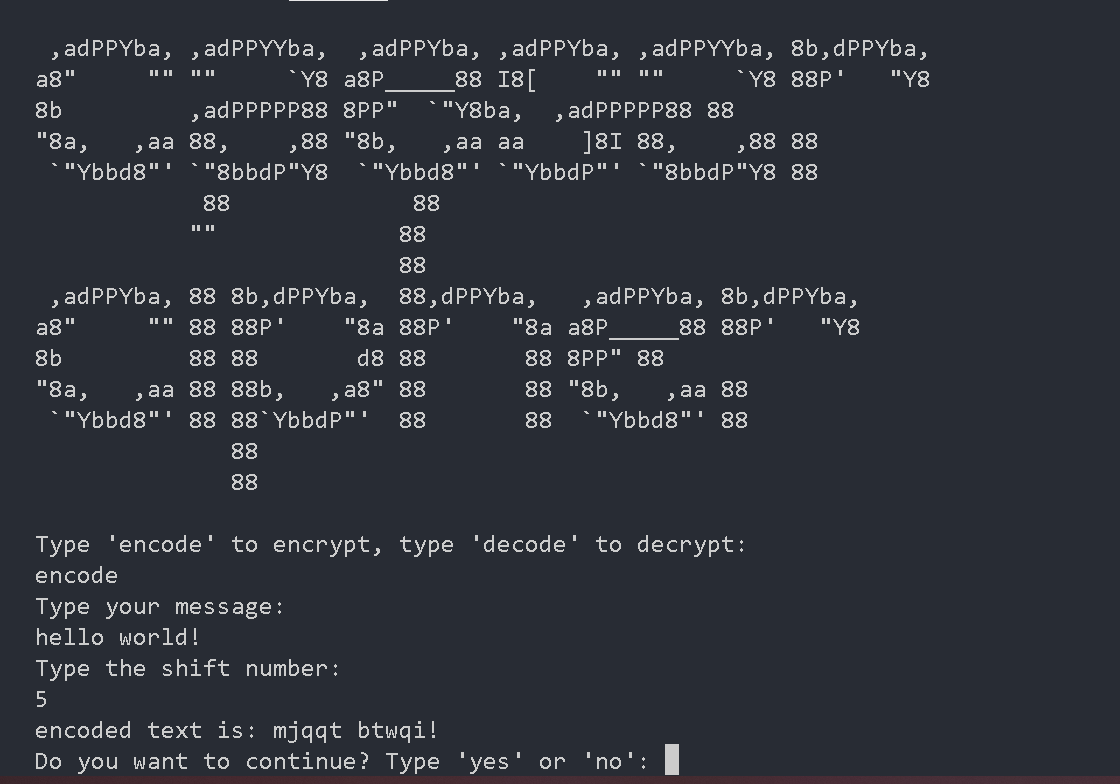 ,adPPYba, ,adPPYYba,  ,adPPYba, ,adPPYba, ,adPPYYba, 8b,dPPYba,
a8"     "" ""     `Y8 a8P_____88 I8[    "" ""     `Y8 88P'   "Y8
8b         ,adPPPPP88 8PP"  `"Y8ba,  ,adPPPPP88 88
"8a,   ,aa 88,    ,88 "8b,   ,aa aa    ]8I 88,    ,88 88
 `"Ybbd8"' `"8bbdP"Y8  `"Ybbd8"' `"YbbdP"' `"8bbdP"Y8 88
            88             88
           ""             88
                          88
 ,adPPYba, 88 8b,dPPYba,  88,dPPYba,   ,adPPYba, 8b,dPPYba,
a8"     "" 88 88P'    "8a 88P'    "8a a8P_____88 88P'   "Y8
8b         88 88       d8 88       88 8PP" 88
"8a,   ,aa 88 88b,   ,a8" 88       88 "8b,   ,aa 88
 `"Ybbd8"' 88 88`YbbdP"'  88       88  `"Ybbd8"' 88
              88
              88
Type 'encode' to encrypt, type 'decode' to decrypt:
encode
Type your message:
hello world!
Type the shift number:
5
encoded text is: mjqqt btwqi!
Do you want to continue? Type 'yes' or 'no':